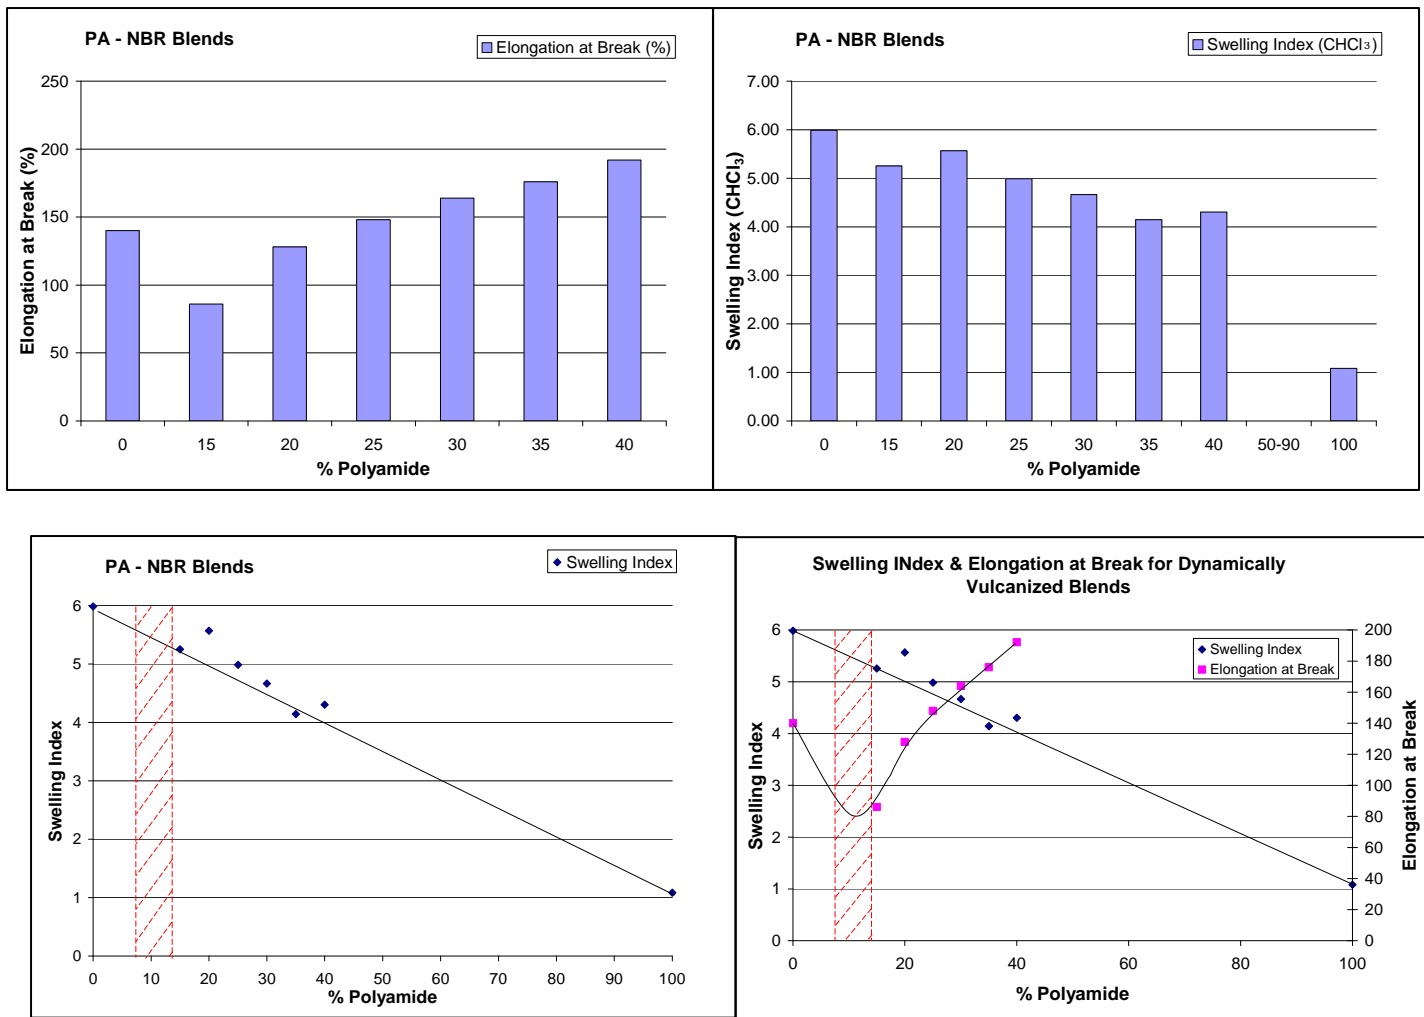 PA - NBR Blends
Elongation at Break (%)
250
200
150
100
50
0
Elongation at Break (%)
0 15 20 25 30 35 40
% Polyamide
PA - NBR Blends
Swelling Index (CHCl3)
7.00
6.00
5.00
4.00
3.00
2.00
1.00
0.00
Swelling Index (CHCl3)
0 15 20 25 30 35 40 50-90 100
% Polyamide
PA - NBR Blends
Swelling Index
6
5
4
3
2
1
0
Swelling Index
0 10 20 30 40 50 60 70 80 90 100
% Polyamide
Swelling INdex & Elongation at Break for Dynamically
Vulcanized Blends
Swelling Index
Elongation at Break
6
5
4
3
2
1
0
Swelling Index
200
180
160
140
120
100
80
60
40
20
0
Elongation at Break
0 20 40 60 80 100
% Polyamide